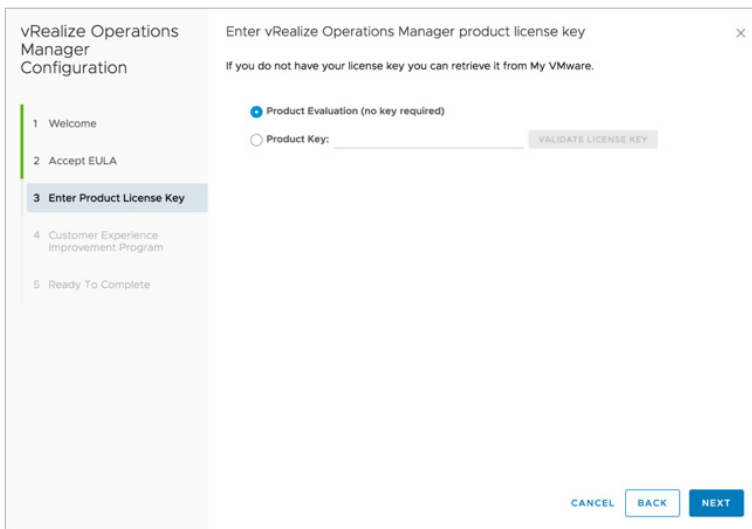 vRealize Operations
Manager
Configuration
1 Welcome
2 Accept EULA
3 Enter Product License Key
4 Customer Experience
Improvement Program
5 Ready To Complete
Enter vRealize Operations Manager product license key
If you do not have your license key you can retrieve it from My VMware.
Product Evaluation (no key required)
Product Key: VALIDATE LICENSE KEY
CANCEL BACK NEXT